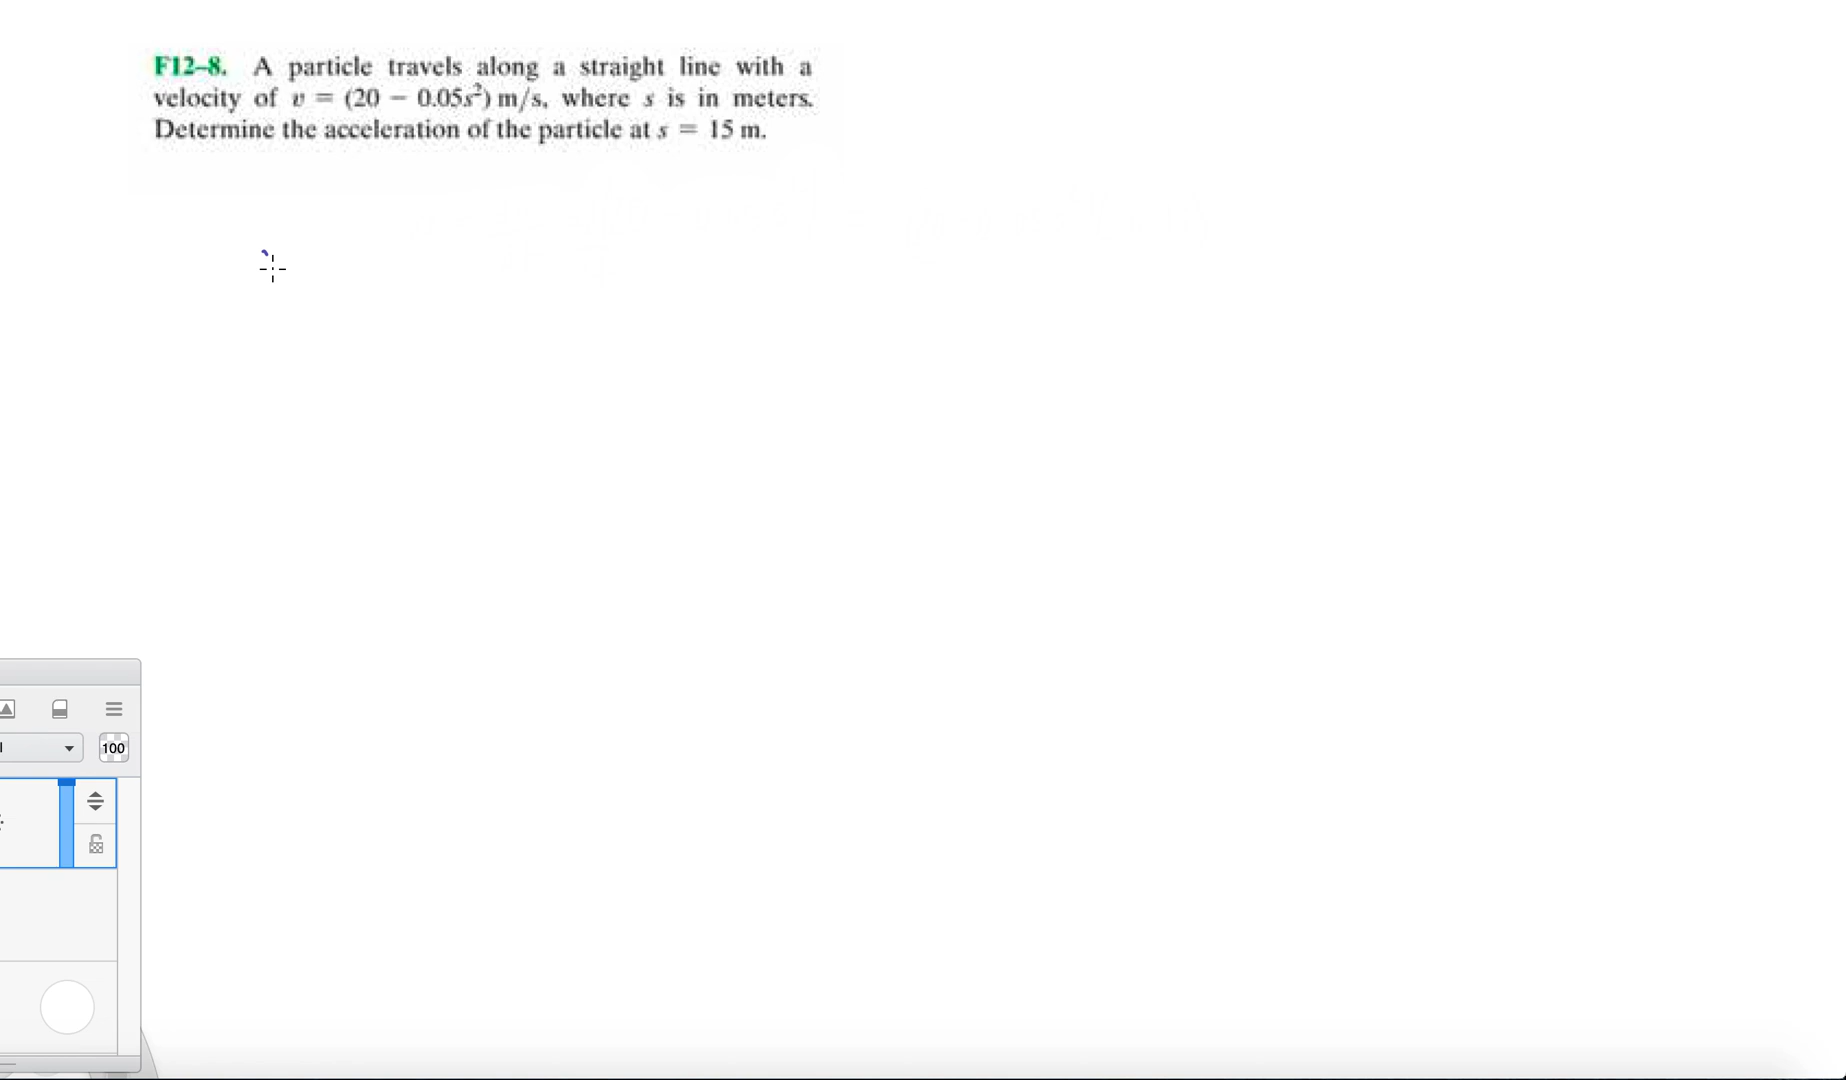 F12–8. A particle travels along a straight line with a
velocity of v = (20 − 0.05s²) m/s, where s is in meters.
Determine the acceleration of the particle at s = 15 m.
100